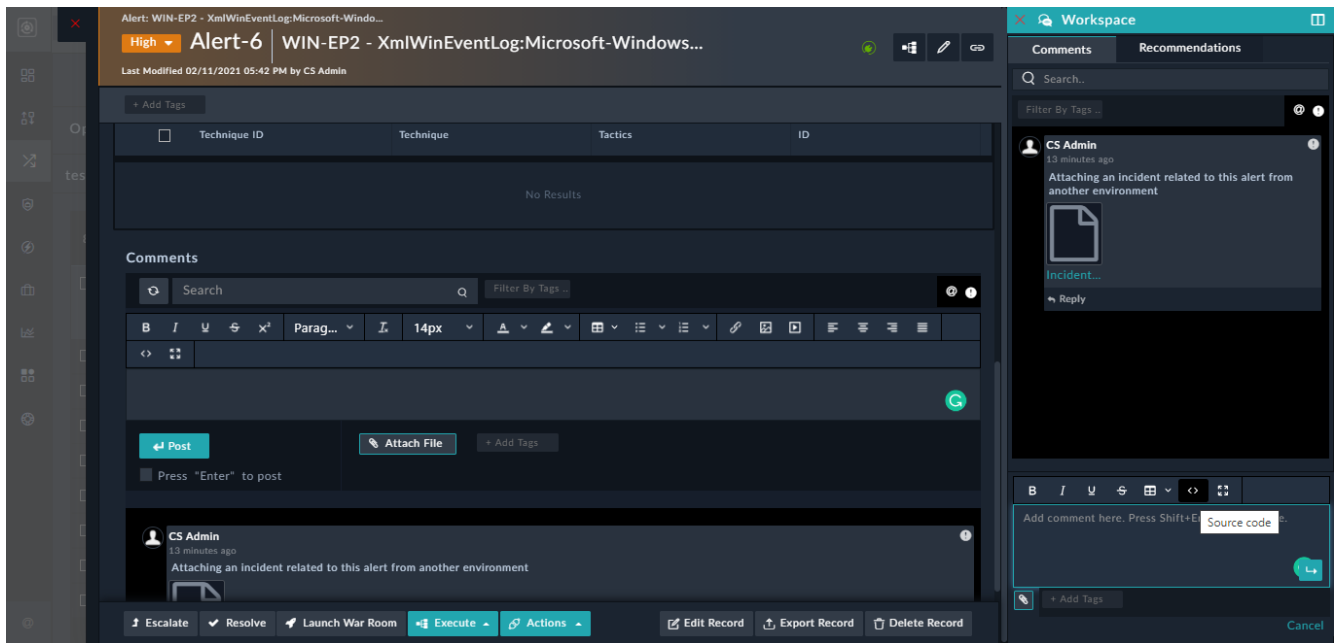 Alert: WIN-EP2 - XmlWinEventLog:Microsoft-Windo...
High
Alert-6
WIN-EP2 - XmlWinEventLog:Microsoft-Windows...
Last Modified 02/11/2021 05:42 PM by CS Admin
+ Add Tags
Technique ID Technique Tactics ID
No Results
Comments
Search
Filter By Tags ..
B I U S x² Parag... Ix 14px A
Post
Press "Enter" to post
Attach File
+ Add Tags
CS Admin
13 minutes ago
Attaching an incident related to this alert from another environment
Escalate
Resolve
Launch War Room
Execute
Actions
Edit Record
Export Record
Delete Record
Workspace
Comments Recommendations
Search..
Filter By Tags ..
@
CS Admin
13 minutes ago
Attaching an incident related to this alert from
another environment
Incident...
Reply
B I U S
Add comment here. Press Shift+E
Source code
+ Add Tags
Cancel